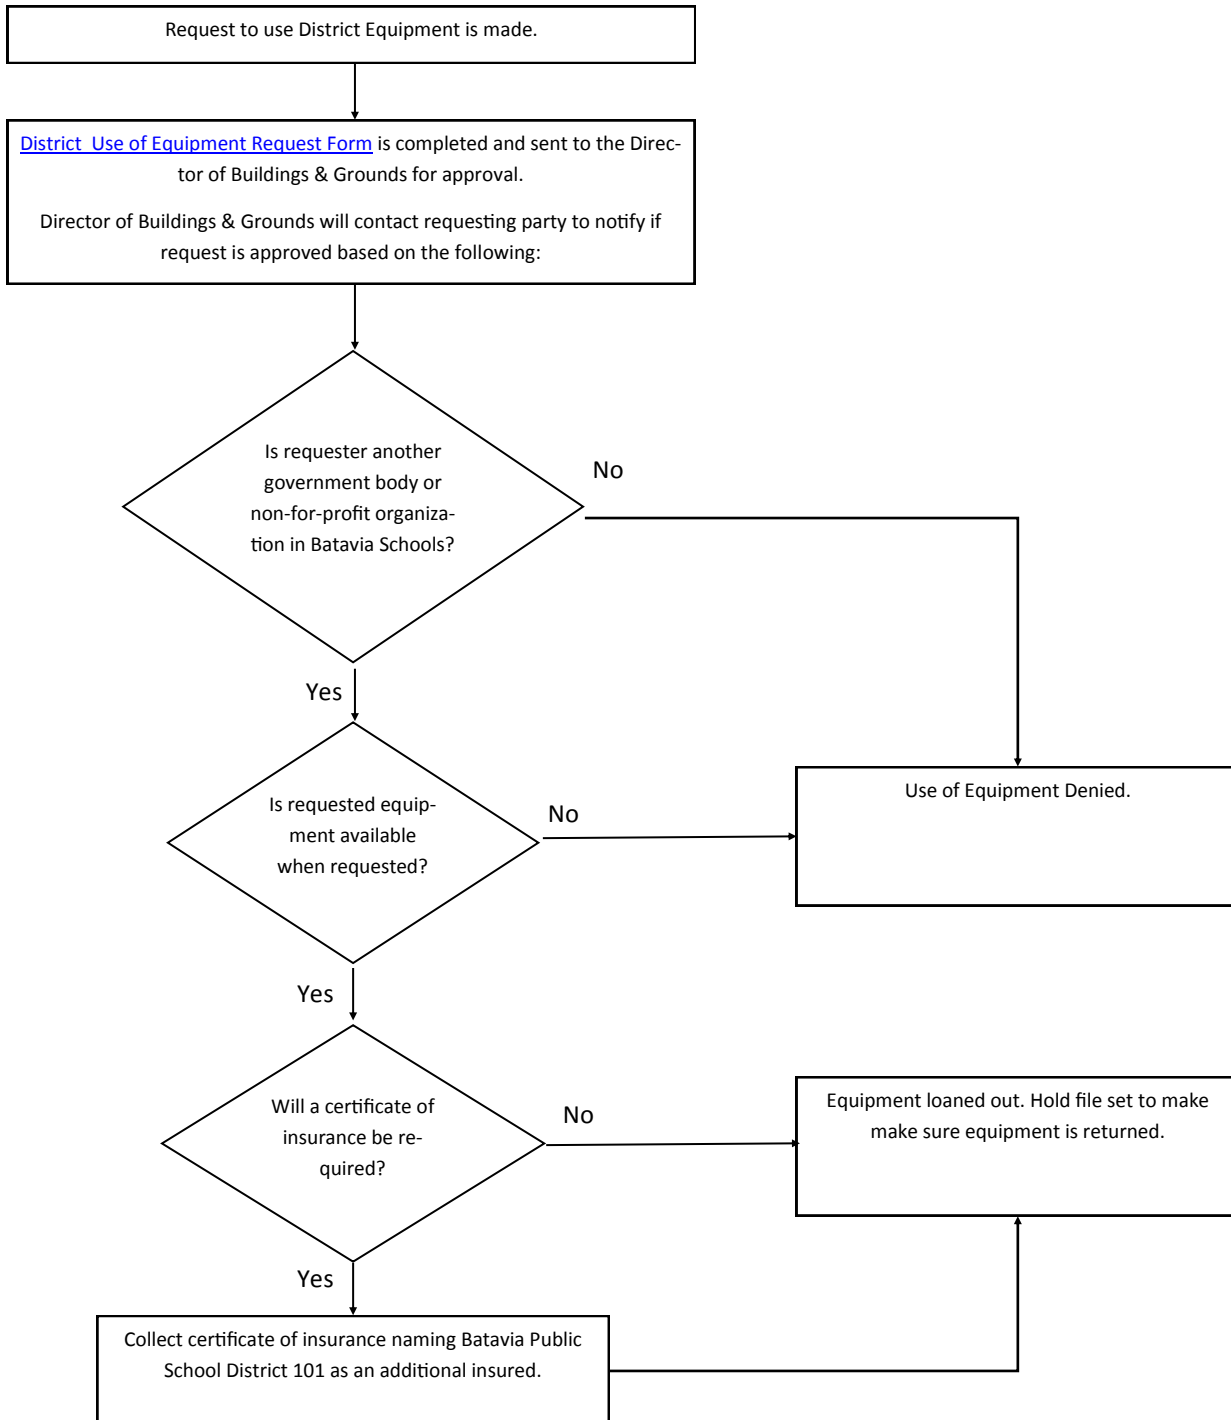 Request to use District Equipment is made.
District  Use of Equipment Request Form is completed and sent to the Direc-
tor of Buildings & Grounds for approval.
Director of Buildings & Grounds will contact requesting party to notify if
request is approved based on the following:
Is requester another
government body or
non-for-profit organiza-
tion in Batavia Schools?
No
Yes
Is requested equip-
ment available
when requested?
No
Use of Equipment Denied.
Yes
Will a certificate of
insurance be re-
quired?
No
Equipment loaned out. Hold file set to make
make sure equipment is returned.
Yes
Collect certificate of insurance naming Batavia Public
School District 101 as an additional insured.